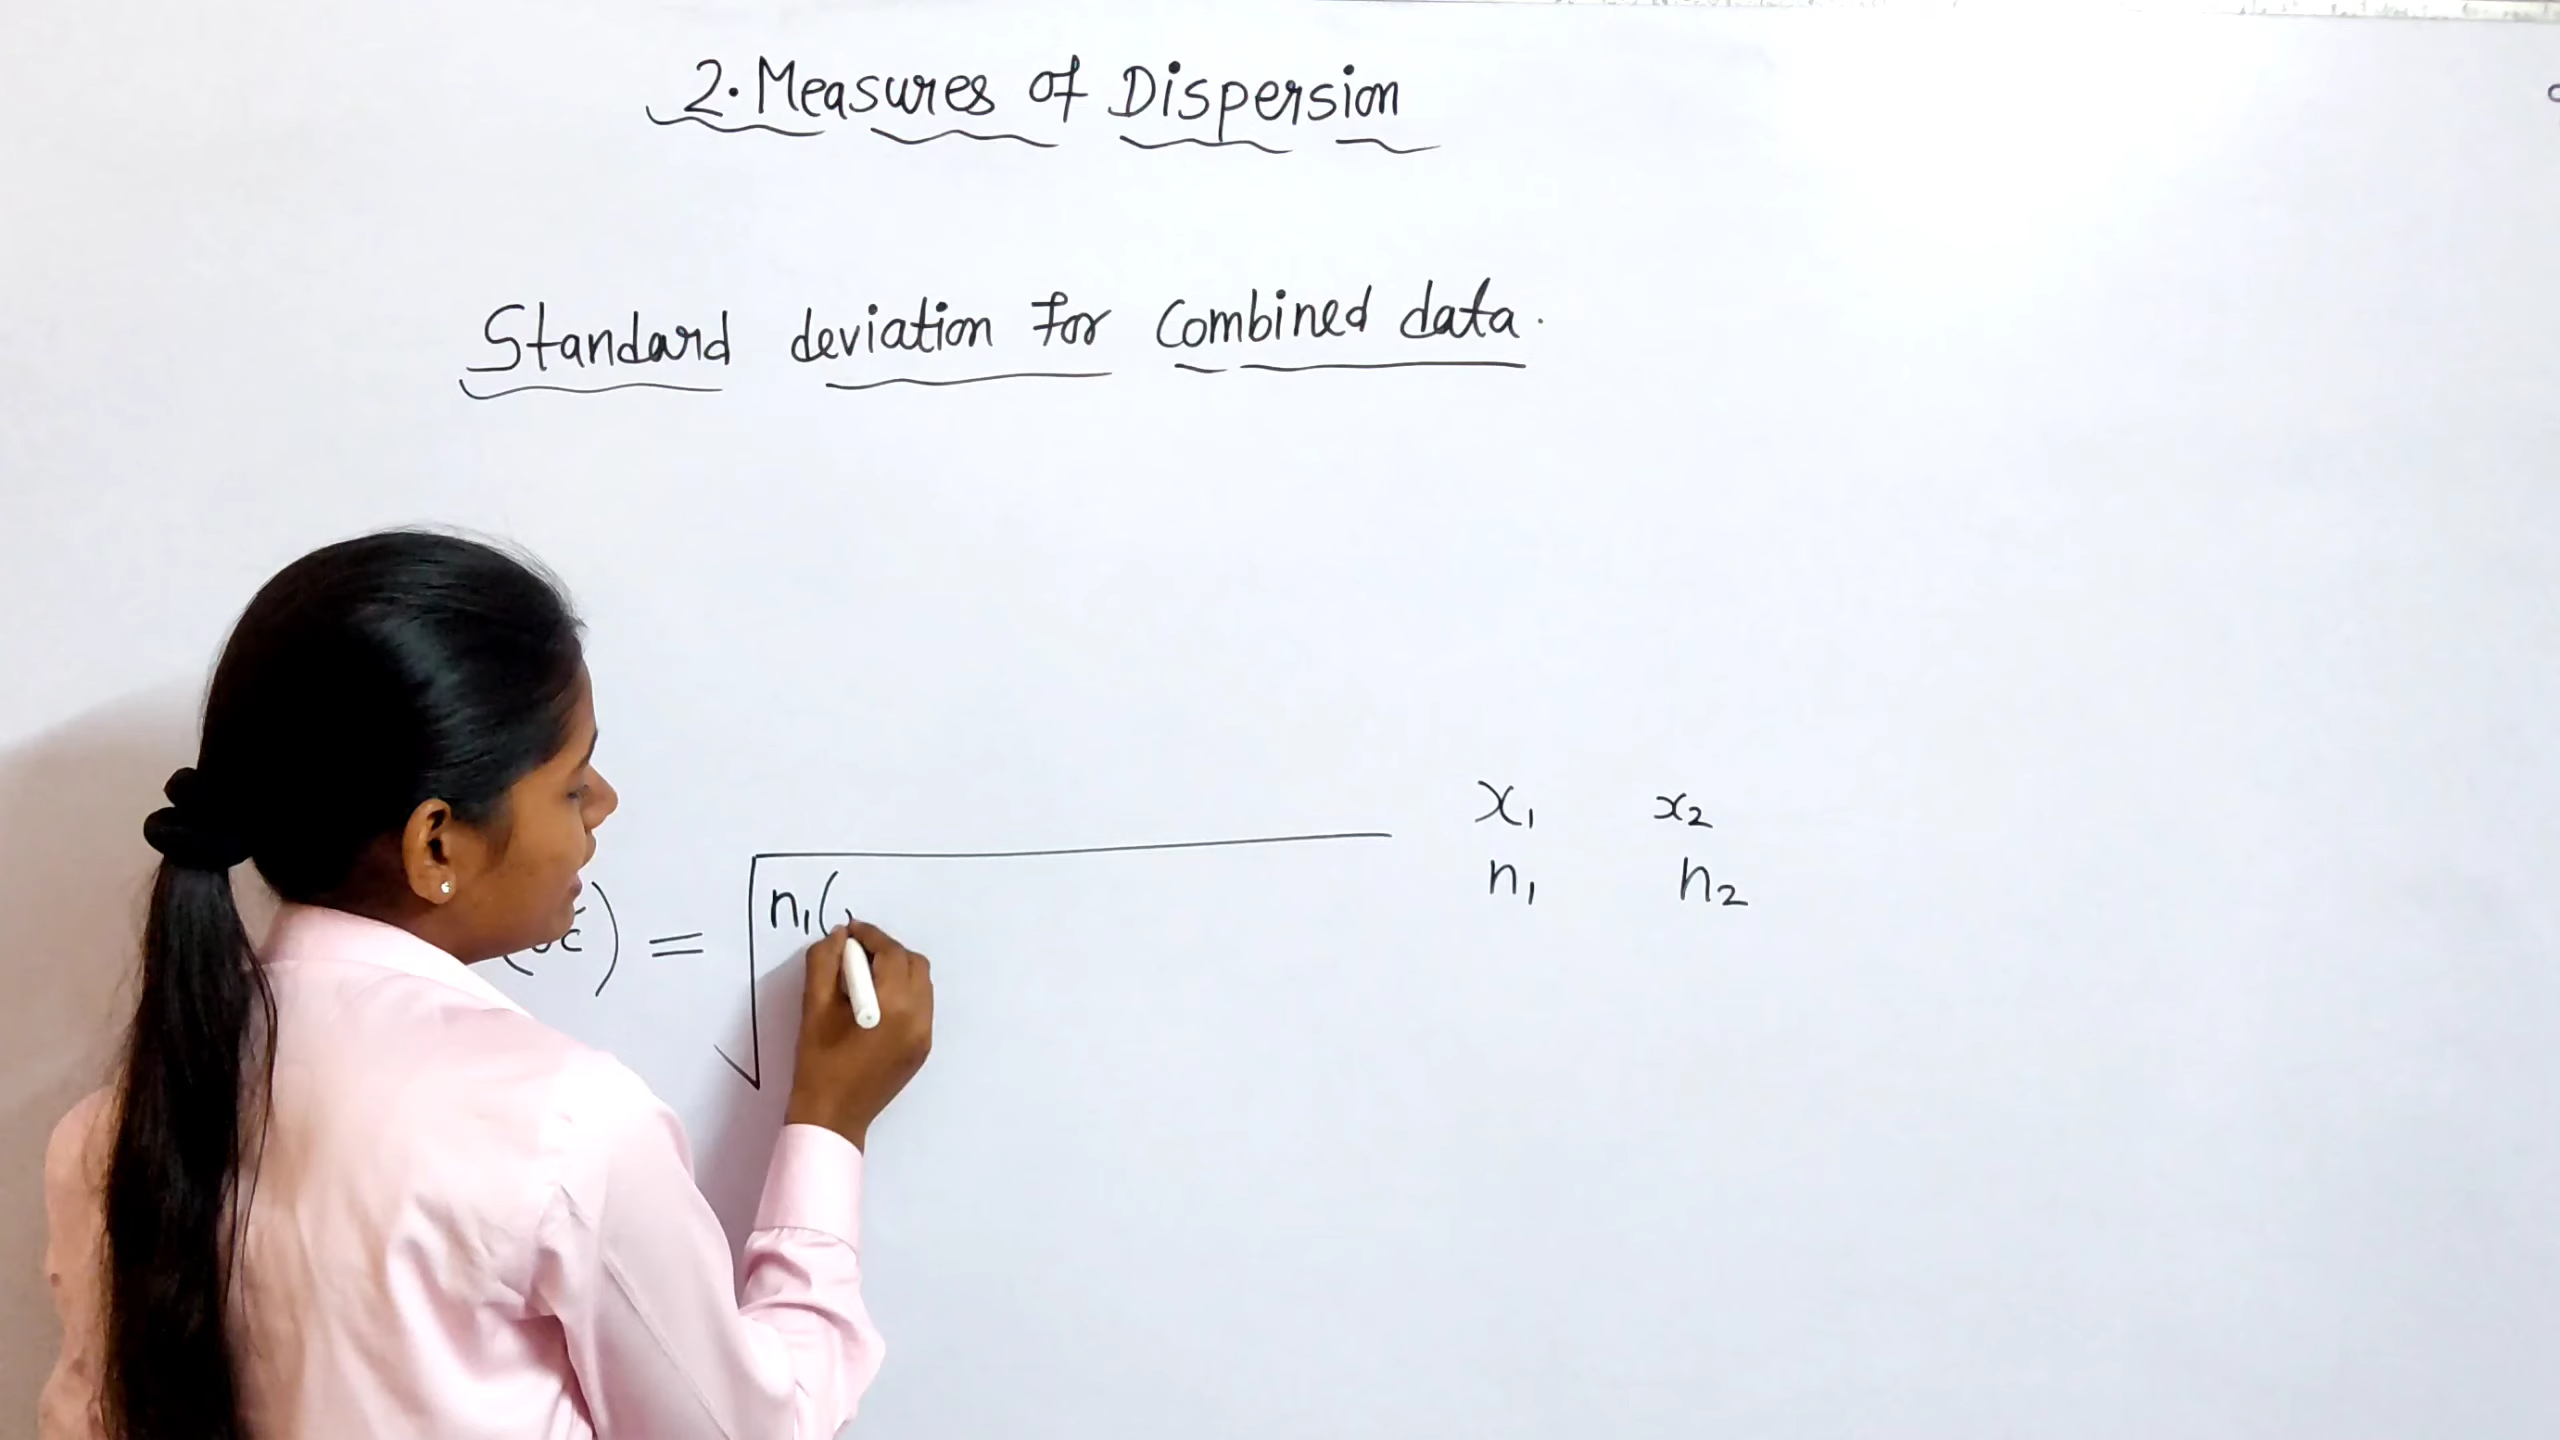 2. Measures of Dispersion
Standard deviation for Combined data.
x₁ x₂
n₁ n₂
) = √ n₁(